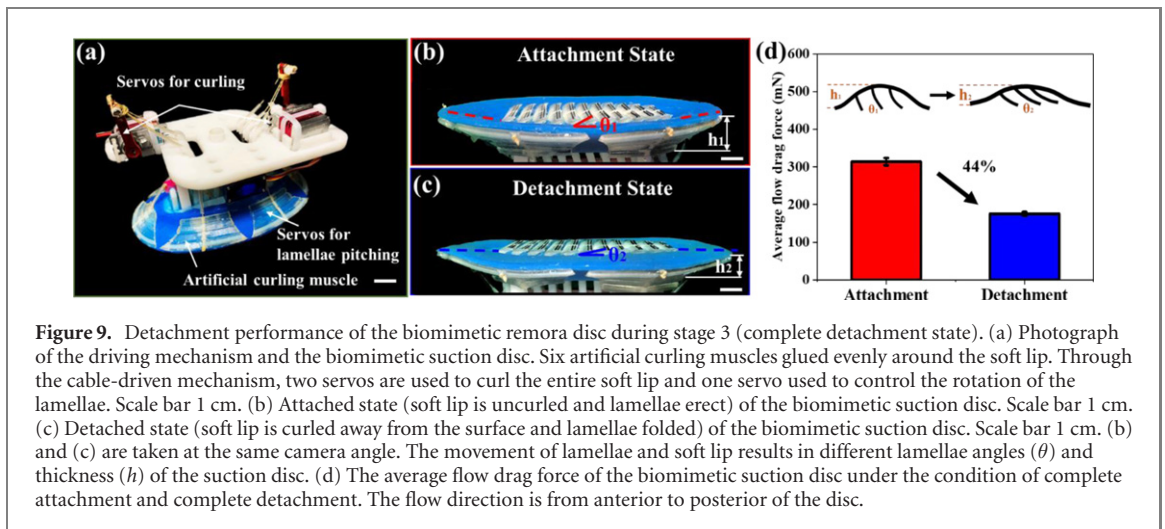 (a)
Servos for curling
Servos for
lamellae pitching
Artificial curling muscle
(b)
Attachment State
θ1
h1
(c)
Detachment State
θ2
h2
(d)
Average flow drag force (mN)
600
500
400
300
200
100
0
h1
θ1
h2
θ2
44%
Attachment
Detachment
Figure 9. Detachment performance of the biomimetic remora disc during stage 3 (complete detachment state). (a) Photograph
of the driving mechanism and the biomimetic suction disc. Six artificial curling muscles glued evenly around the soft lip. Through
the cable-driven mechanism, two servos are used to curl the entire soft lip and one servo used to control the rotation of the
lamellae. Scale bar 1 cm. (b) Attached state (soft lip is uncurled and lamellae erect) of the biomimetic suction disc. Scale bar 1 cm.
(c) Detached state (soft lip is curled away from the surface and lamellae folded) of the biomimetic suction disc. Scale bar 1 cm. (b)
and (c) are taken at the same camera angle. The movement of lamellae and soft lip results in different lamellae angles (θ) and
thickness (h) of the suction disc. (d) The average flow drag force of the biomimetic suction disc under the condition of complete
attachment and complete detachment. The flow direction is from anterior to posterior of the disc.